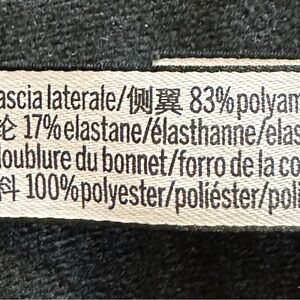 ascia laterale/侧翼 83%polyam
纶 17%elastane/élasthanne/elas
loublure du bonnet/forro de la co
料 100%polyester/poliéster/poli